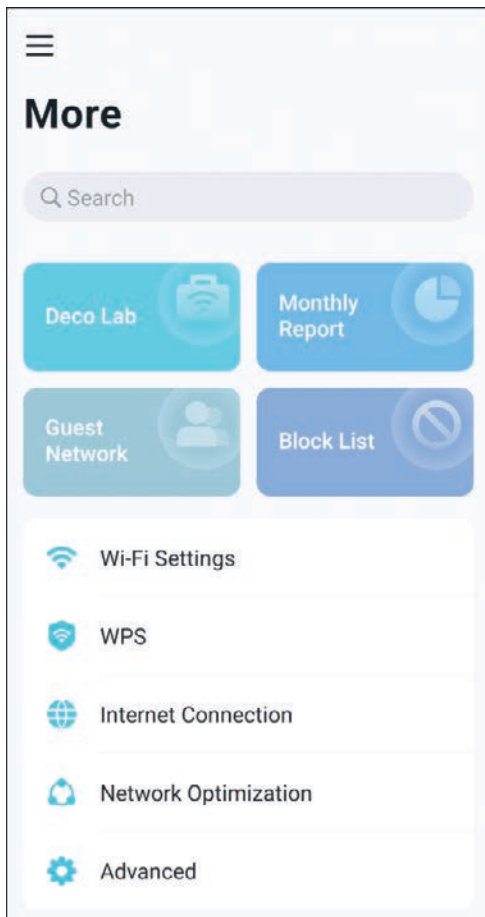 More
Search
Deco Lab
Monthly
Report
Guest
Network
Block List
Wi-Fi Settings
WPS
Internet Connection
Network Optimization
Advanced